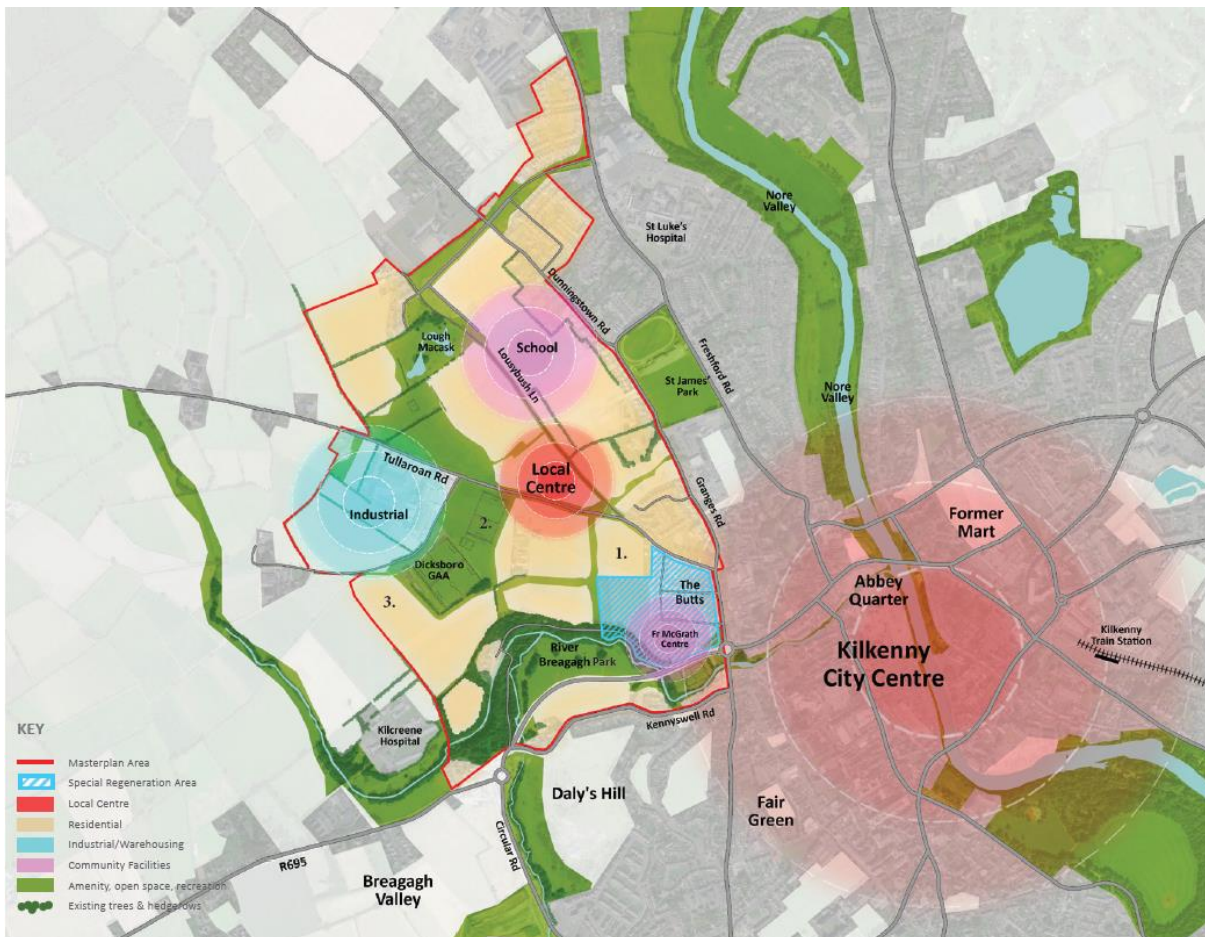 Nore
Valley
St Luke's
Hospital
Dunningstown Rd
Lough
Macask
School
Lousybush Ln
St James'
Park
Freshford Rd
Nore
Valley
Tullaroan Rd
Local
Centre
Industrial
Granges Rd
Former
Mart
2.
1.
Dicksboro
GAA
The
Butts
Abbey
Quarter
3.
Fr McGrath
Centre
Kilkenny
Train Station
River
Breagagh Park
Kilkenny
City Centre
Kilcreene
Hospital
Kennyswell Rd
Daly's Hill
Fair
Green
Circular Rd
R695
Breagagh
Valley
KEY
Masterplan Area
Special Regeneration Area
Local Centre
Residential
Industrial/Warehousing
Community Facilities
Amenity, open space, recreation
Existing trees & hedgerows